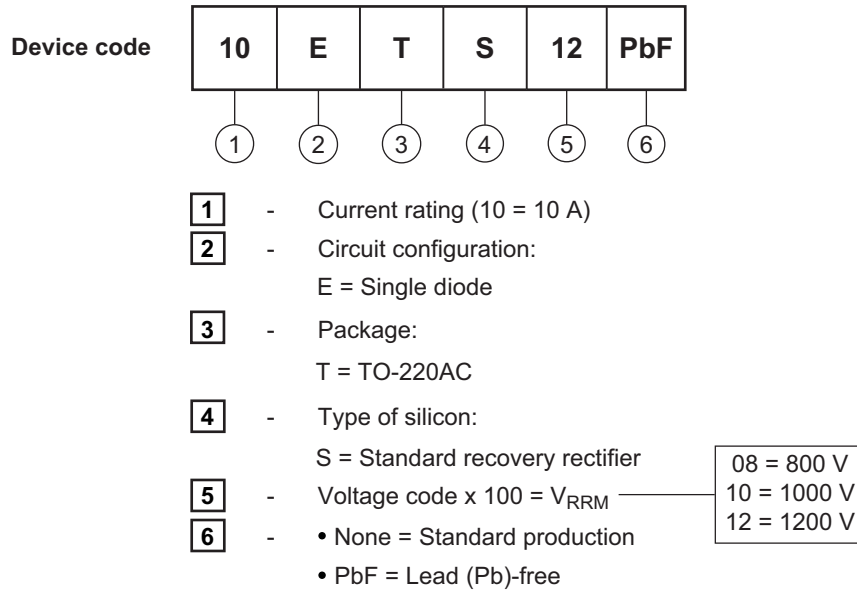 Device code 10 E T S 12 PbF
1 2 3 4 5 6
1 - Current rating (10 = 10 A)
2 - Circuit configuration:
E = Single diode
3 - Package:
T = TO-220AC
4 - Type of silicon:
S = Standard recovery rectifier
5 - Voltage code x 100 = VRRM
08 = 800 V
10 = 1000 V
12 = 1200 V
6 - • None = Standard production
• PbF = Lead (Pb)-free